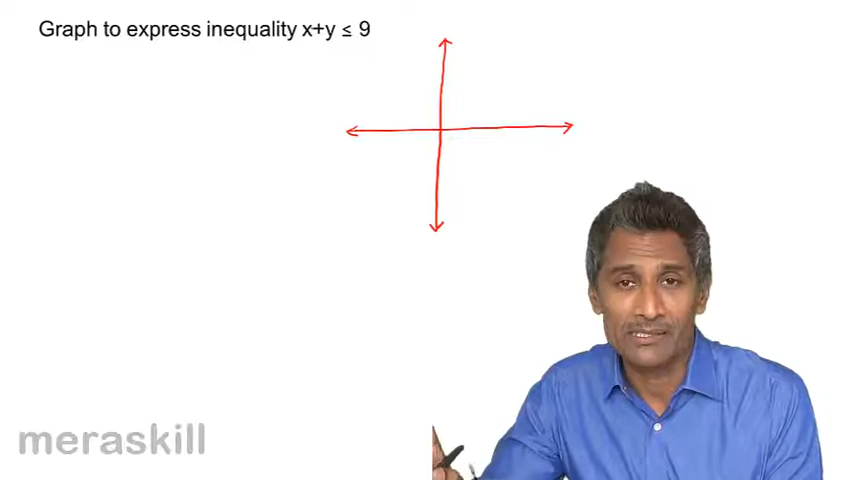 Graph to express inequality x+y ≤ 9
meraskill